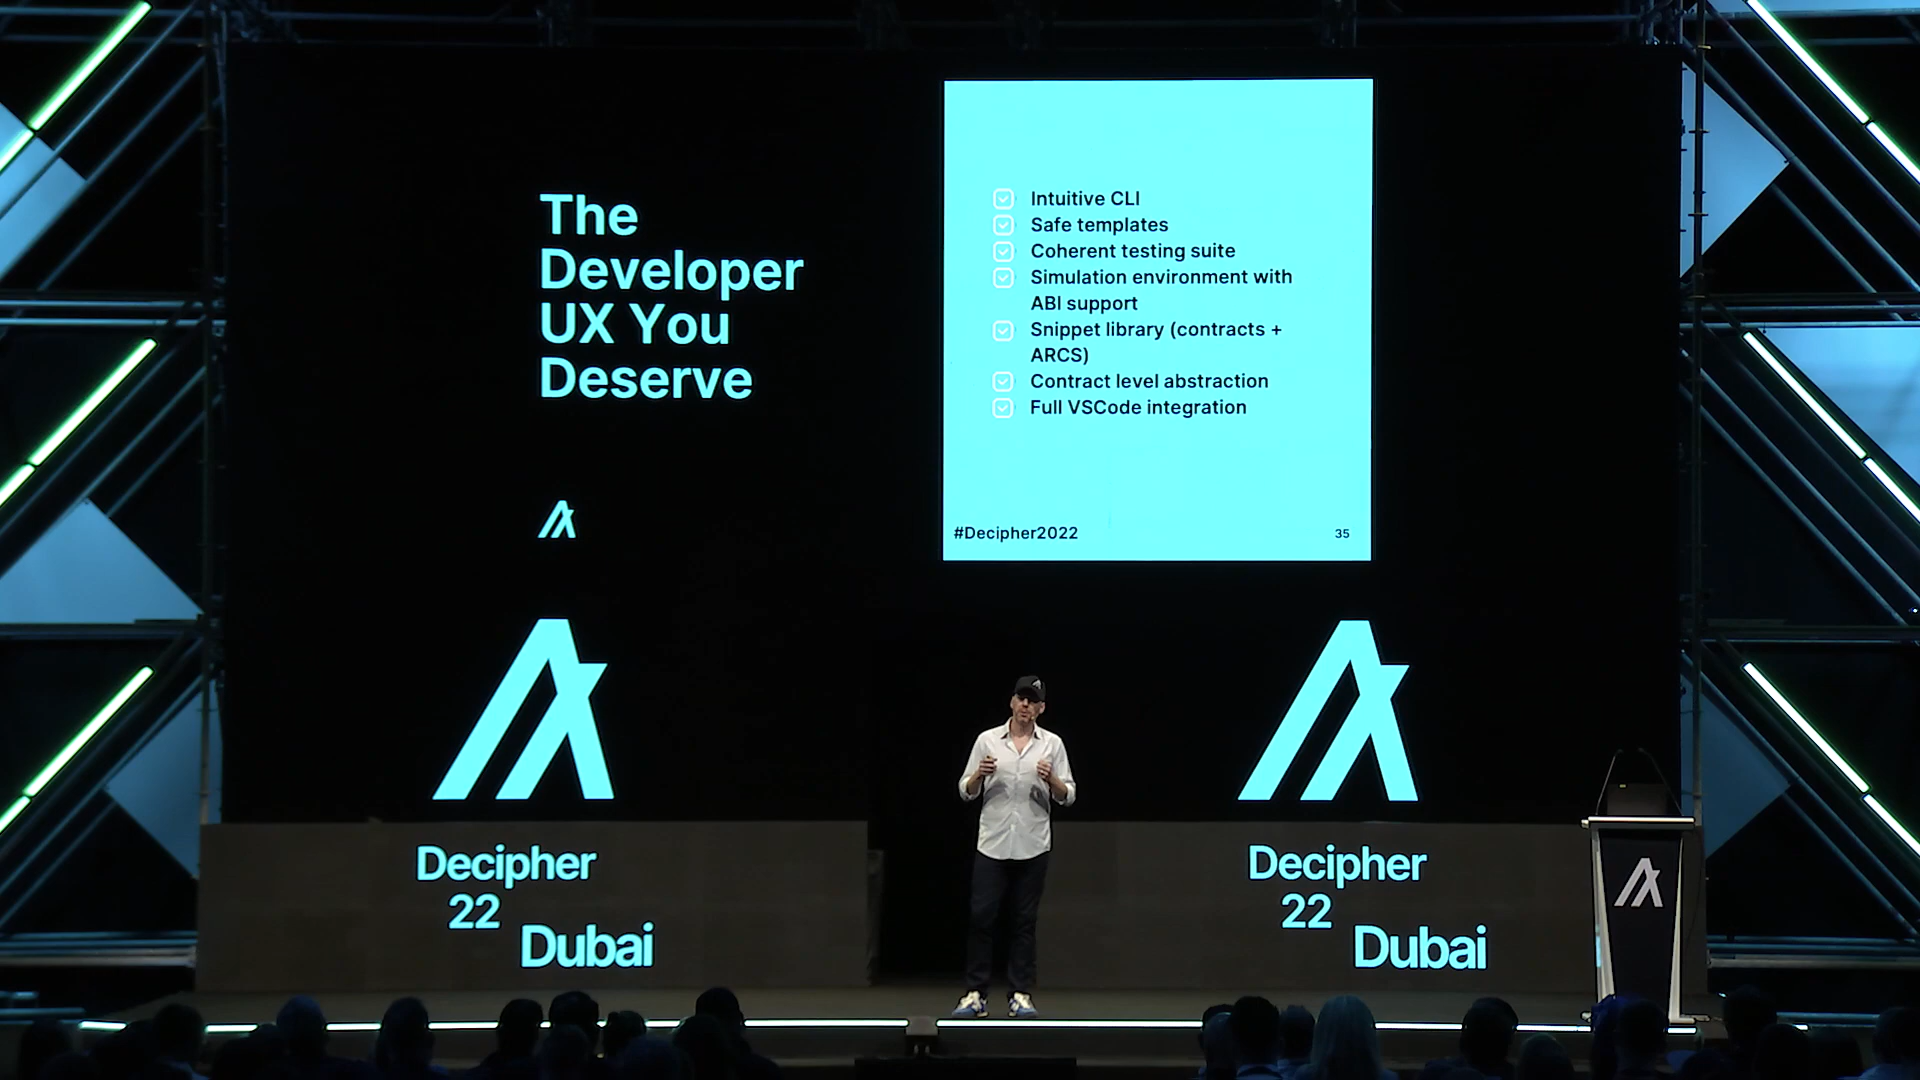 The
Developer
UX You
Deserve
Intuitive CLI
Safe templates
Coherent testing suite
Simulation environment with
ABI support
Snippet library (contracts +
ARCS)
Contract level abstraction
Full VSCode integration
#Decipher2022
35
Decipher
22
Dubai
Decipher
22
Dubai